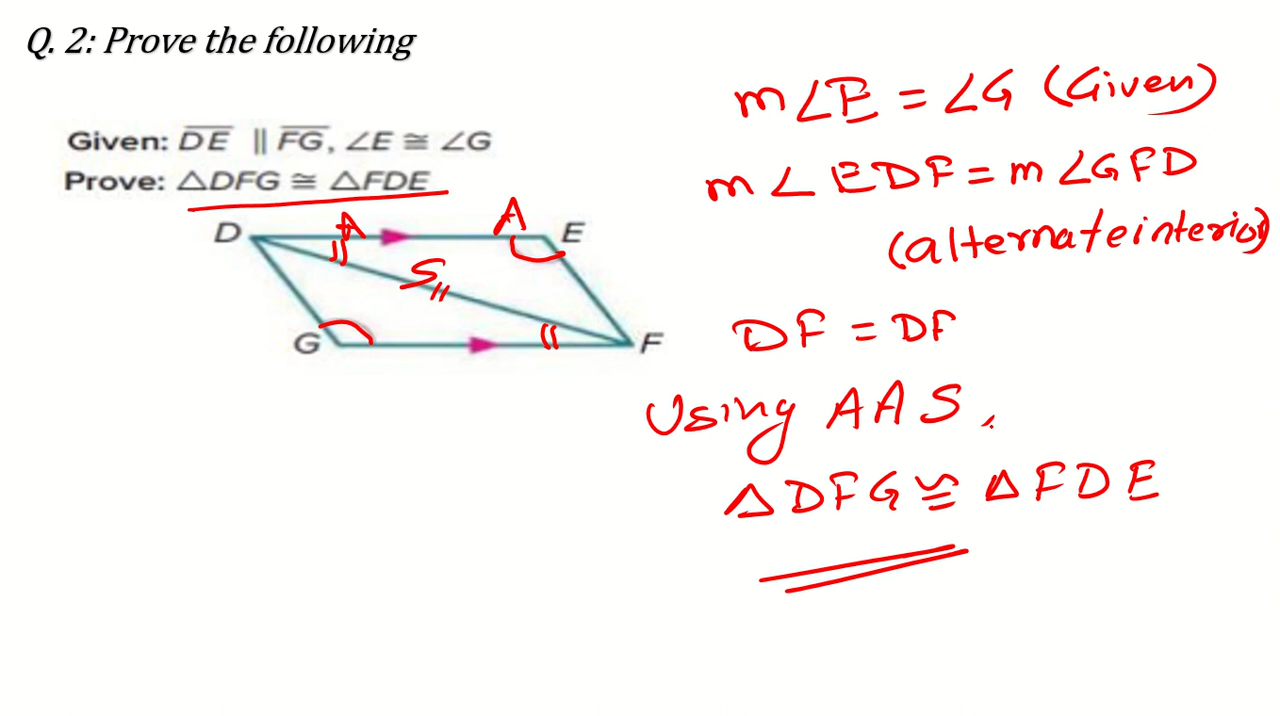 Q. 2: Prove the following
Given: DE || FG, ∠E ≅ ∠G
Prove: △DFG ≅ △FDE
D
A
A
E
S
G
F
m∠E = ∠G (Given)
m∠EDF = m∠GFD
(alternate interior)
DF = DF
Using AAS,
△DFG ≅ △FDE